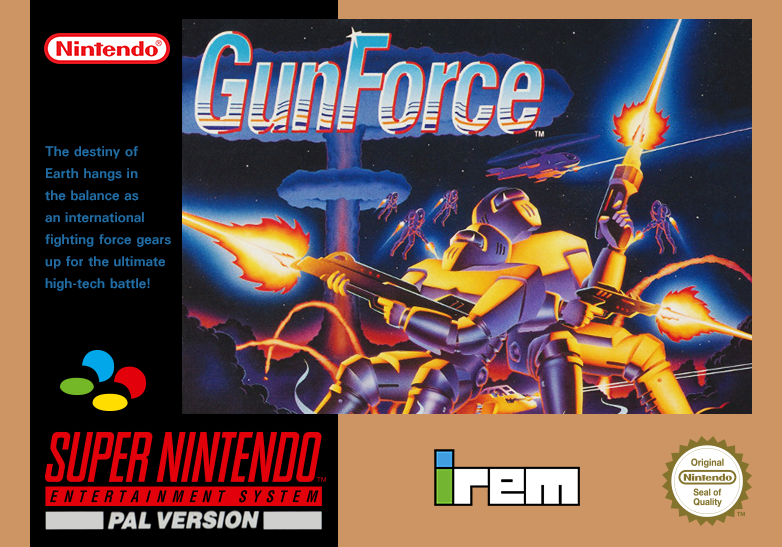 Nintendo®
GunForce
TM
The destiny of
Earth hangs in
the balance as
an international
fighting force gears
up for the ultimate
high-tech battle!
SUPER NINTENDO
TM
ENTERTAINMENT SYSTEM
PAL VERSION
irem
Original
Nintendo
Seal of
Quality
TM